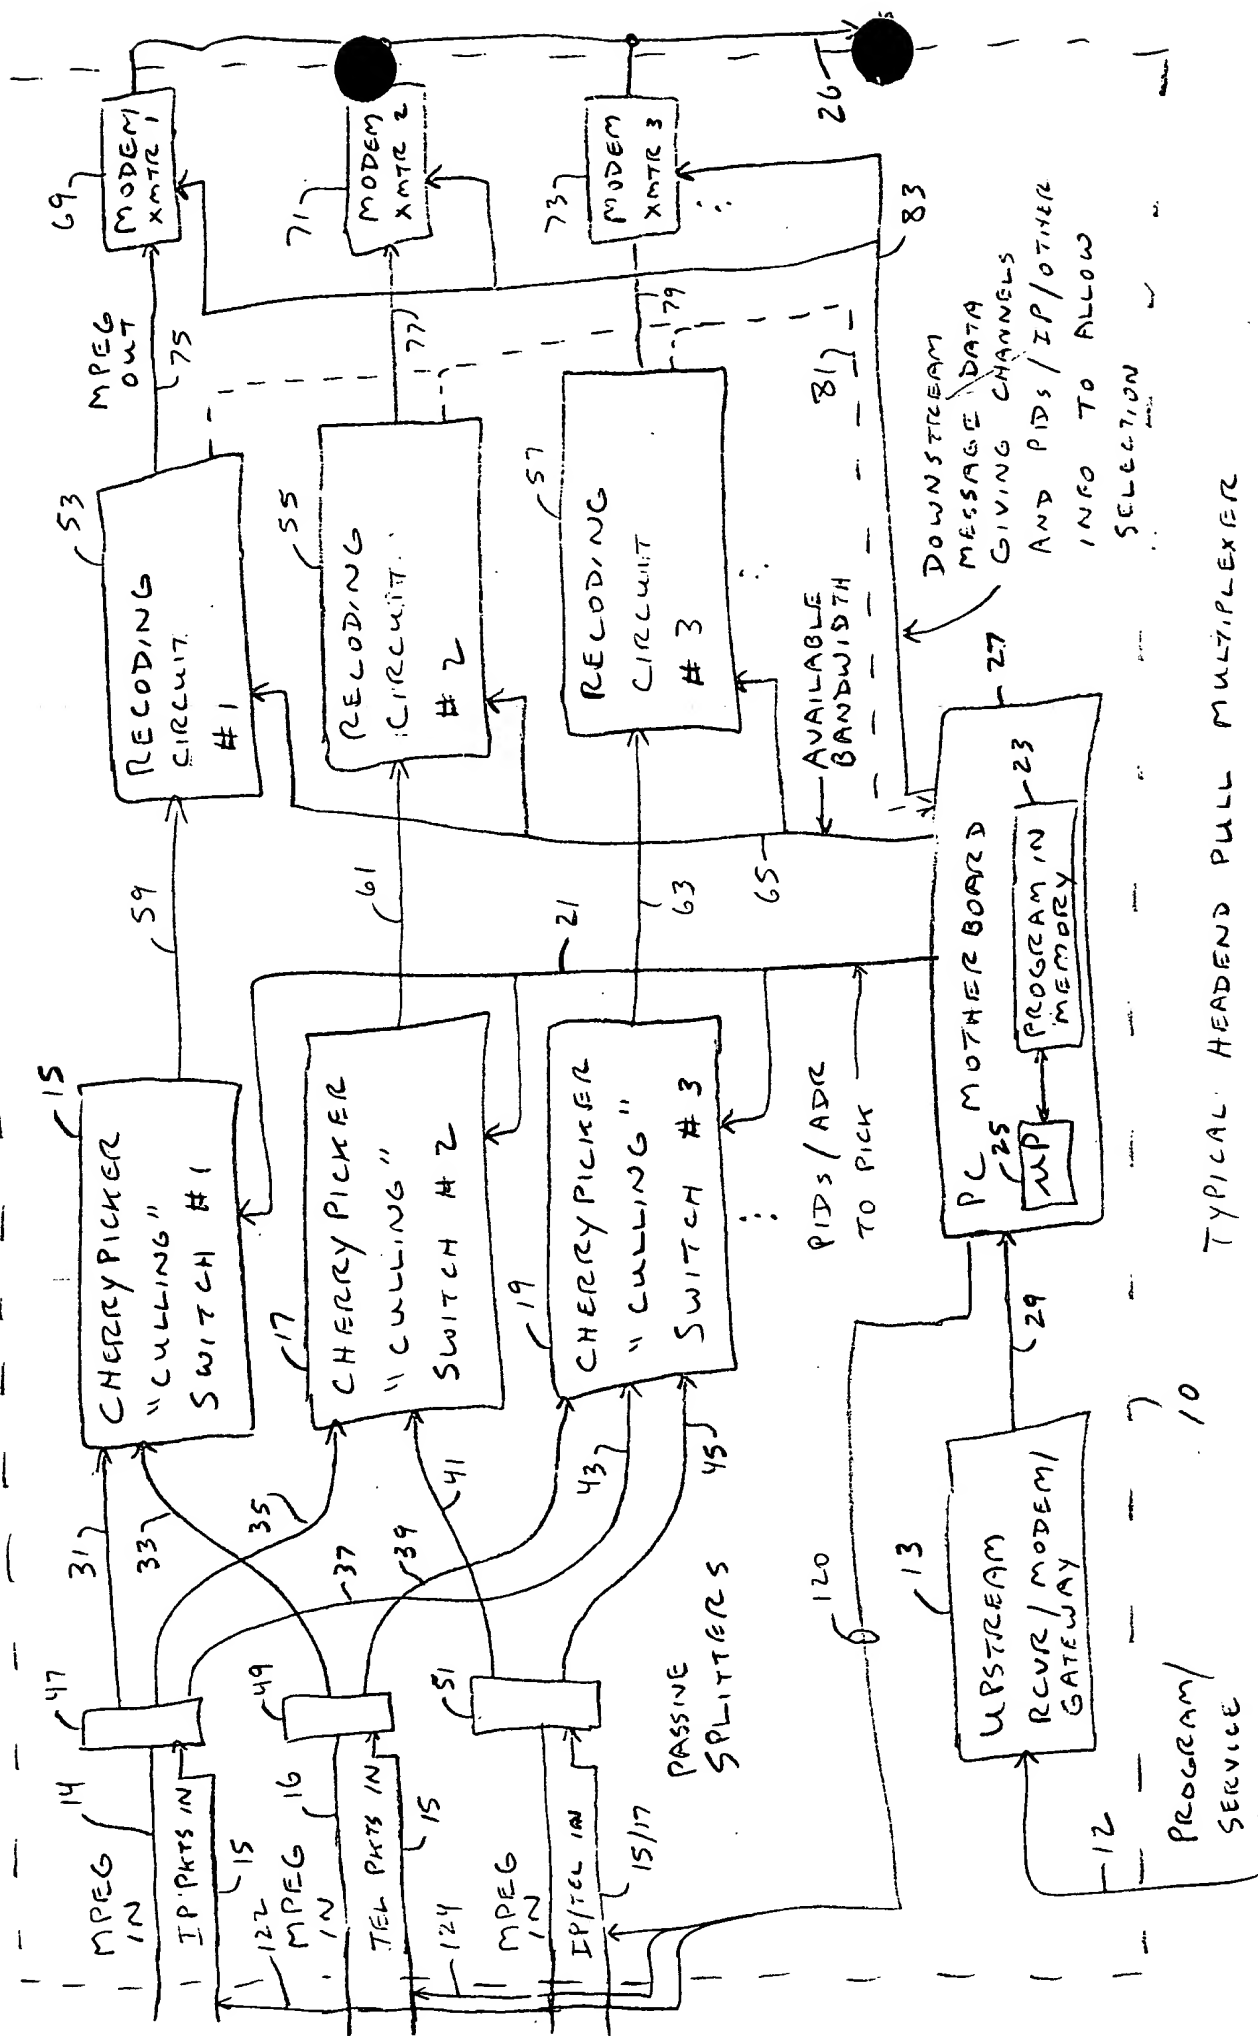 MPEG
IN
14
IP PKTS IN
15
122
MPEG
IN
16
TEL PKTS IN
15
124
MPEG
IN
IP/TEL IN
15/17
47
49
51
PASSIVE
SPLITTERS
31
33
35
37
39
41
43
45
15
CHERRYPICKER
"CULLING"
SWITCH #1
17
CHERRYPICKER
"CULLING"
SWITCH #2
19
CHERRYPICKER
"CULLING"
SWITCH #3
PIDS/ADR
TO PICK
21
59
61
63
65
AVAILABLE
BANDWIDTH
53
RECODING
CIRCUIT
#1
55
RECODING
CIRCUIT
#2
57
RECODING
CIRCUIT
#3
MPEG
OUT
75
77
79
81
83
69
MODEM
XMTR 1
71
MODEM
XMTR 2
73
MODEM
XMTR 3
26
DOWNSTREAM
MESSAGE DATA
GIVING CHANNELS
AND PIDS/IP/OTHER
INFO TO ALLOW
SELECTION
120
13
UPSTREAM
RCVR/MODEM/
GATEWAY
12
PROGRAM/
SERVICE
29
10
27
PC MOTHERBOARD
25
µP
23
PROGRAM IN
MEMORY
TYPICAL HEADEND PULL MULTIPLEXER